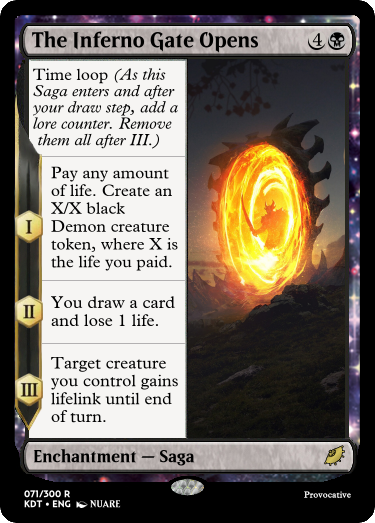 The Inferno Gate Opens 4
Time loop (As this
Saga enters and after
your draw step, add a
lore counter. Remove
them all after III.)
I
Pay any amount
of life. Create an
X/X black
Demon creature
token, where X is
the life you paid.
II
You draw a card
and lose 1 life.
III
Target creature
you control gains
lifelink until end
of turn.
Enchantment — Saga
071/300 R
KDT • ENG NUARE
Provocative